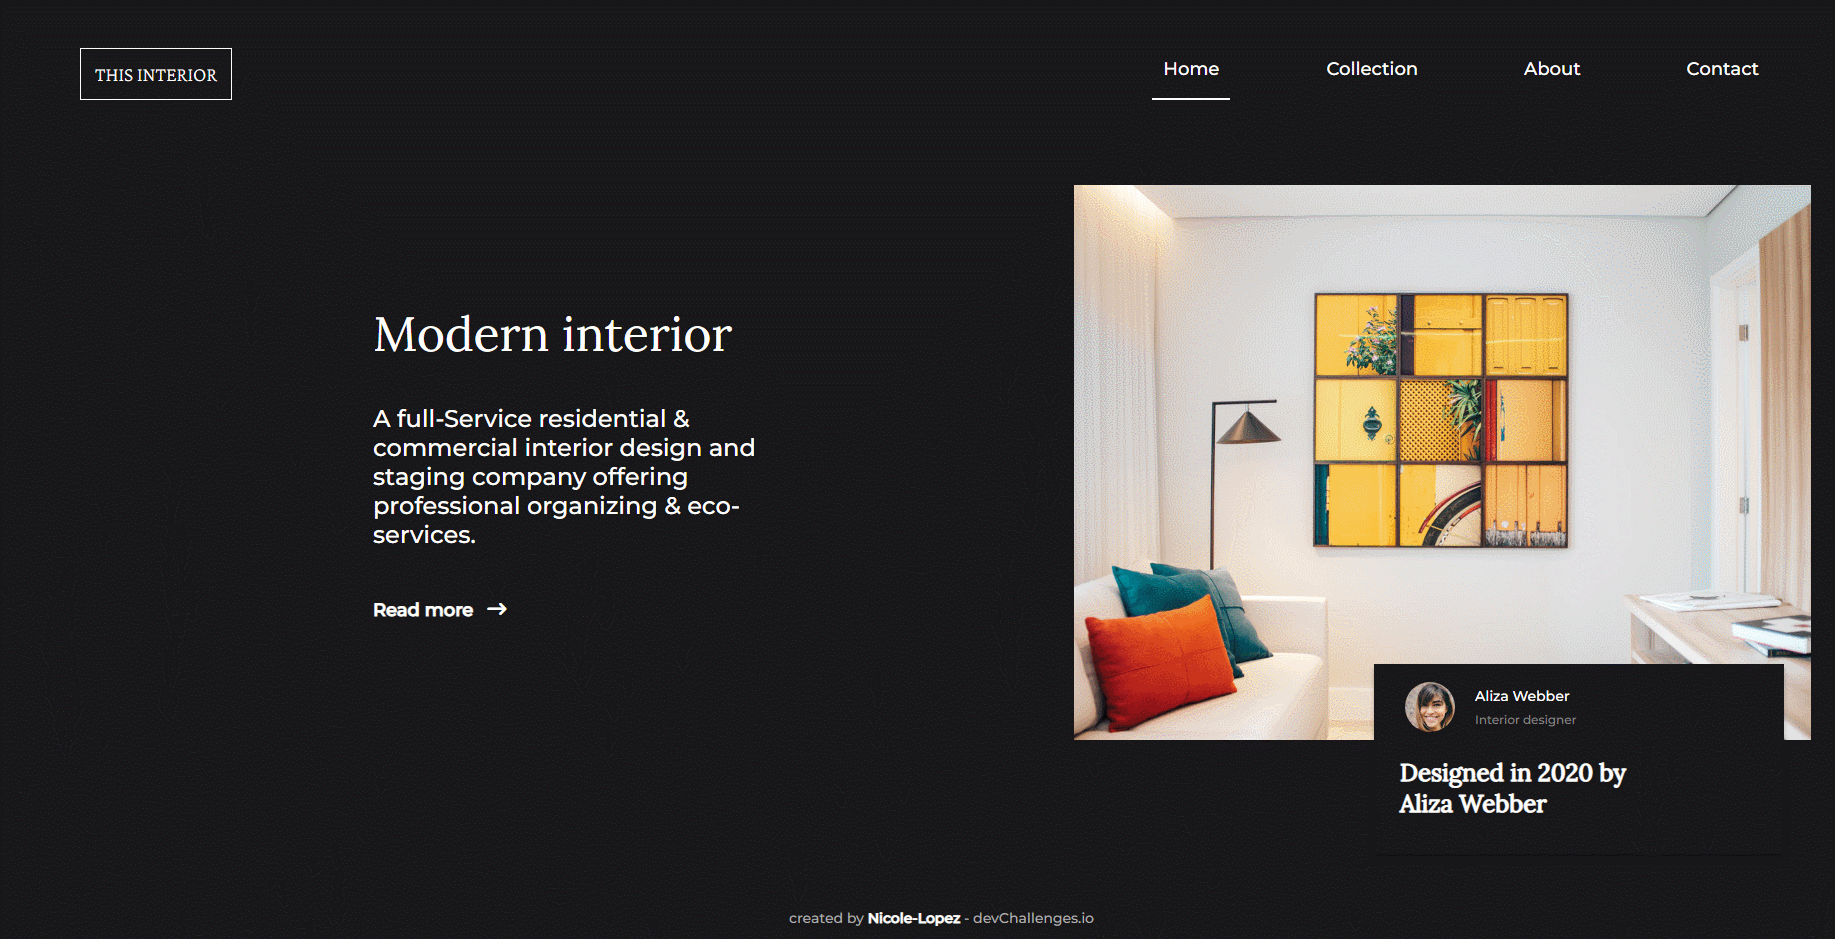 THIS INTERIOR
Home
Collection
About
Contact
Modern interior
A full-Service residential &
commercial interior design and
staging company offering
professional organizing & eco-
services.
Read more
Aliza Webber
Interior designer
Designed in 2020 by
Aliza Webber
created by Nicole-Lopez - devChallenges.io